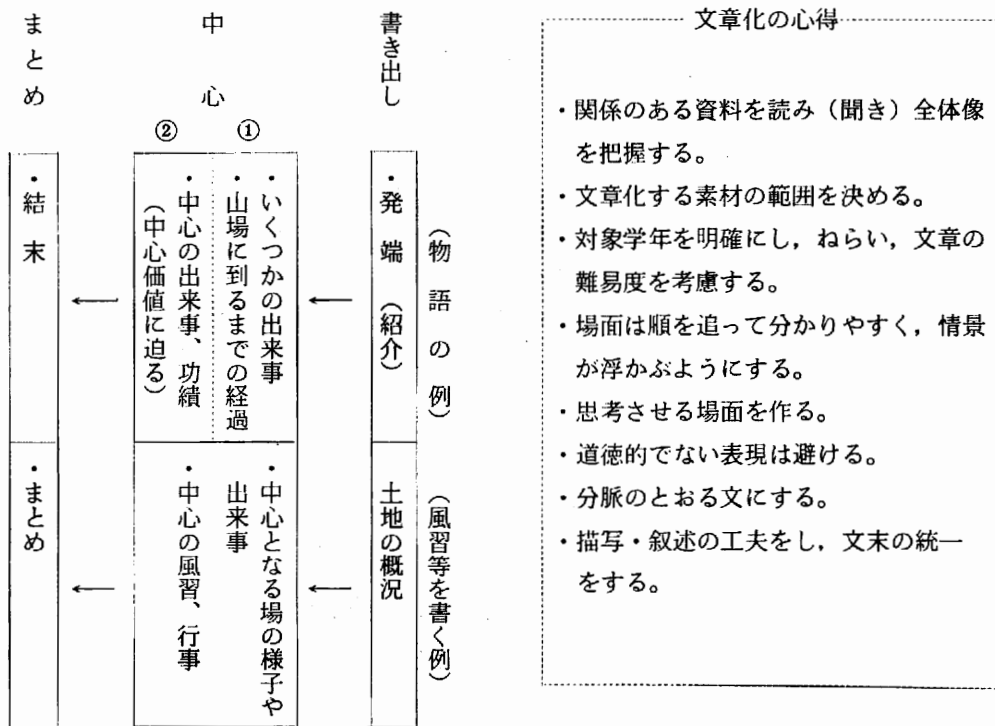 書き出し
中心
まとめ
(物語の例)
・発端(紹介)
①
・いくつかの出来事
・山場に到るまでの経過
②
・中心の出来事、功績
(中心価値に迫る)
・結末
(風習等を書く例)
土地の概況
・中心となる場の様子や
出来事
・中心の風習、行事
・まとめ
文章化の心得
・関係のある資料を読み(聞き)全体像
を把握する。
・文章化する素材の範囲を決める。
・対象学年を明確にし,ねらい,文章の
難易度を考慮する。
・場面は順を追って分かりやすく,情景
が浮かぶようにする。
・思考させる場面を作る。
・道徳的でない表現は避ける。
・分脈のとおる文にする。
・描写・叙述の工夫をし,文末の統一
をする。